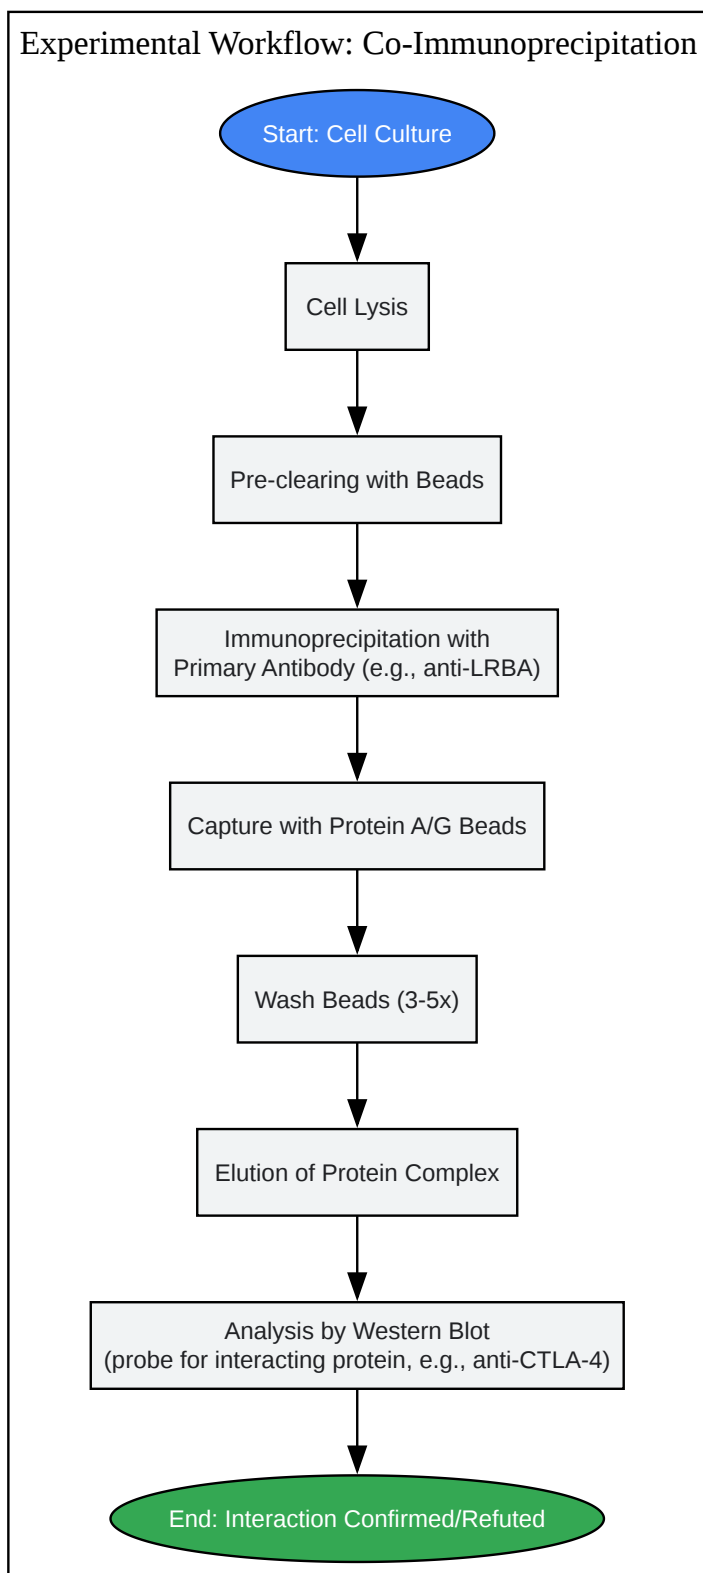 Experimental Workflow: Co-Immunoprecipitation
Start: Cell Culture
Cell Lysis
Pre-clearing with Beads
Immunoprecipitation with
Primary Antibody (e.g., anti-LRBA)
Capture with Protein A/G Beads
Wash Beads (3-5x)
Elution of Protein Complex
Analysis by Western Blot
(probe for interacting protein, e.g., anti-CTLA-4)
End: Interaction Confirmed/Refuted